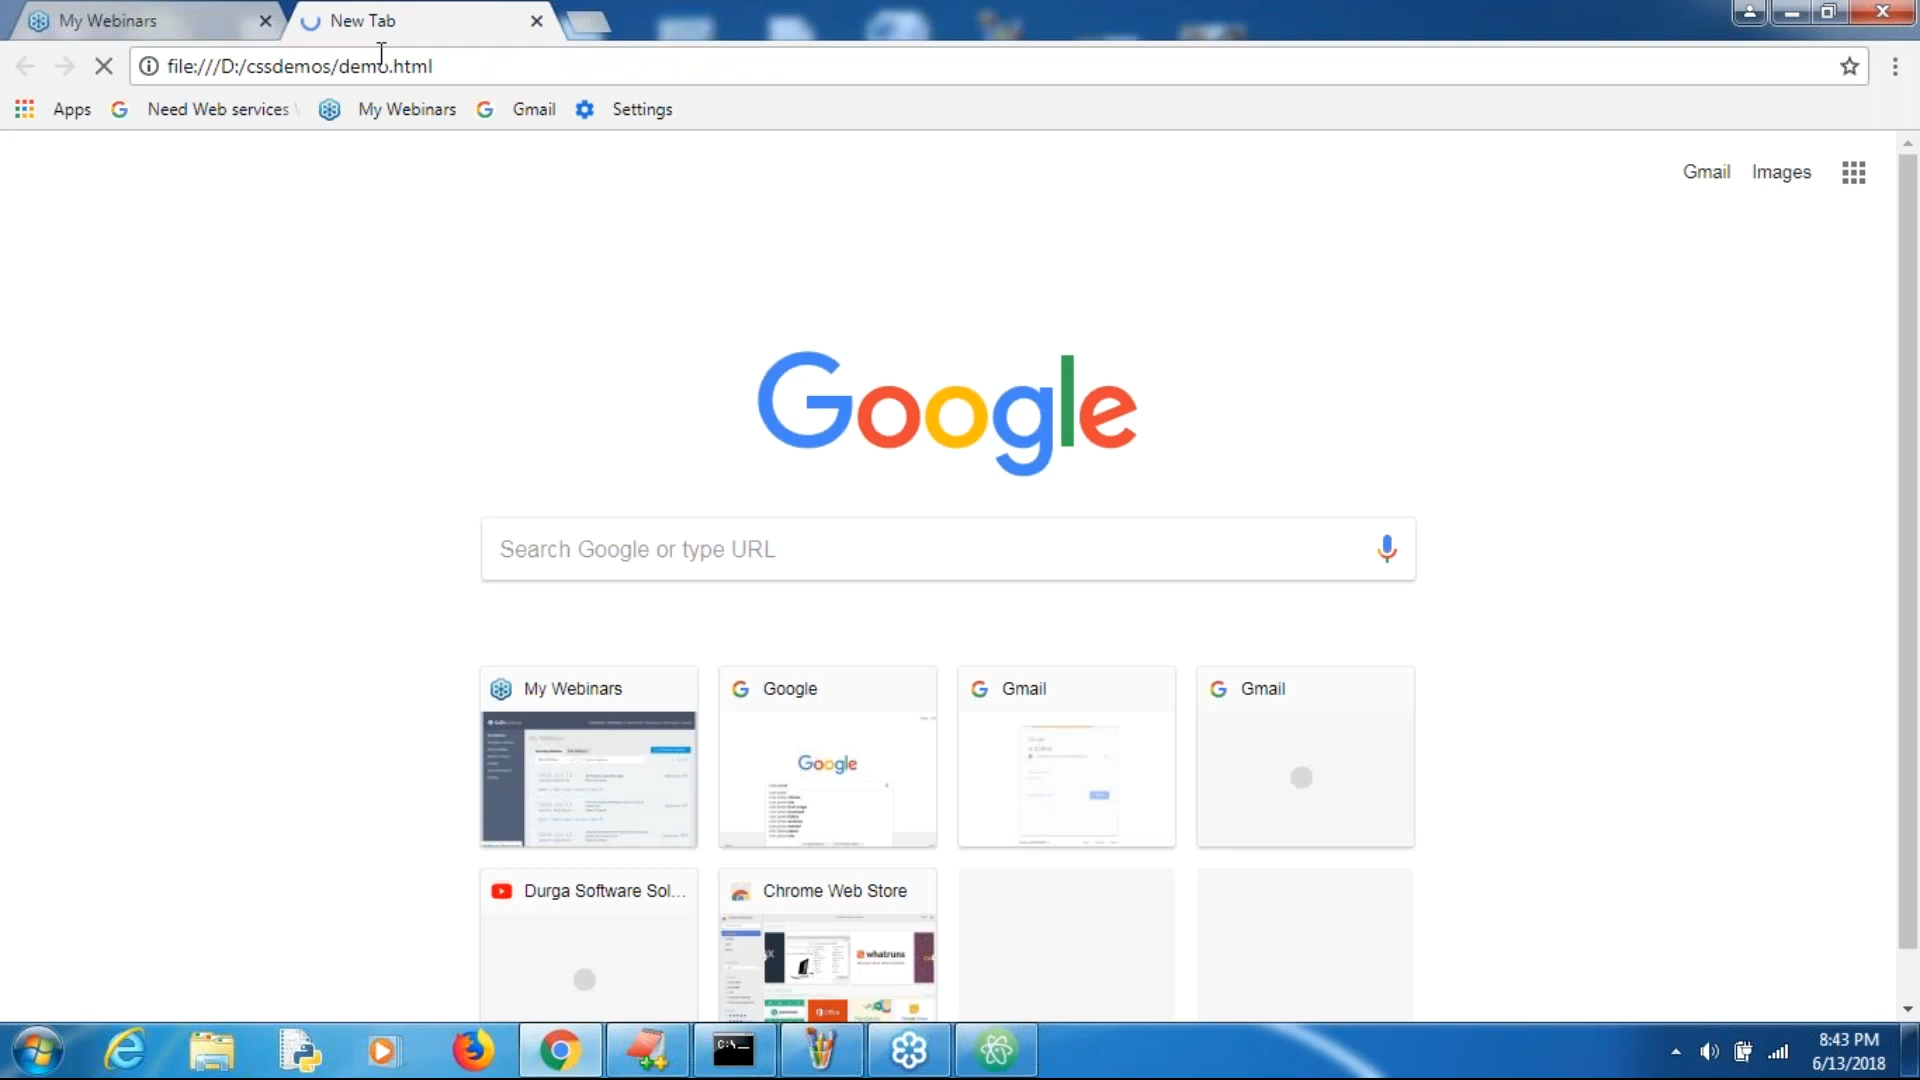 My Webinars
New Tab
file:///D:/cssdemos/demo.html
Apps
Need Web services
My Webinars
Gmail
Settings
Gmail
Images
Google
Search Google or type URL
My Webinars
Google
Gmail
Gmail
Google
Durga Software Sol...
Chrome Web Store
whatruns
Office
C:\_
8:43 PM
6/13/2018